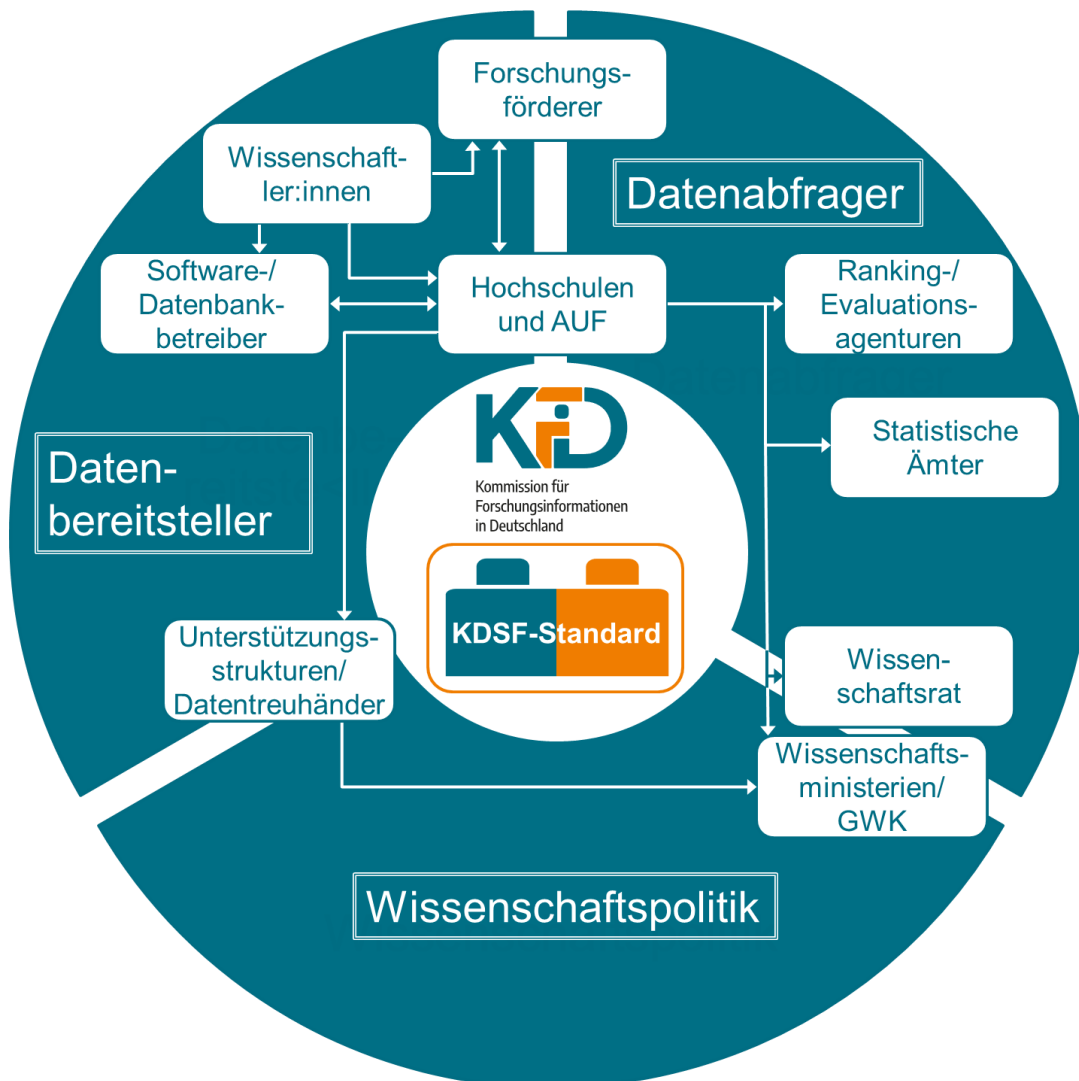 Forschungs-
förderer
Wissenschaft-
ler:innen
Datenabfrager
Software-/
Datenbank-
betreiber
Hochschulen
und AUF
Ranking-/
Evaluations-
agenturen
Statistische
Ämter
KFiD
Kommission für
Forschungsinformationen
in Deutschland
Daten-
bereitsteller
KDSF-Standard
Unterstützungs-
strukturen/
Datentreuhänder
Wissen-
schaftsrat
Wissenschafts-
ministerien/
GWK
Wissenschaftspolitik